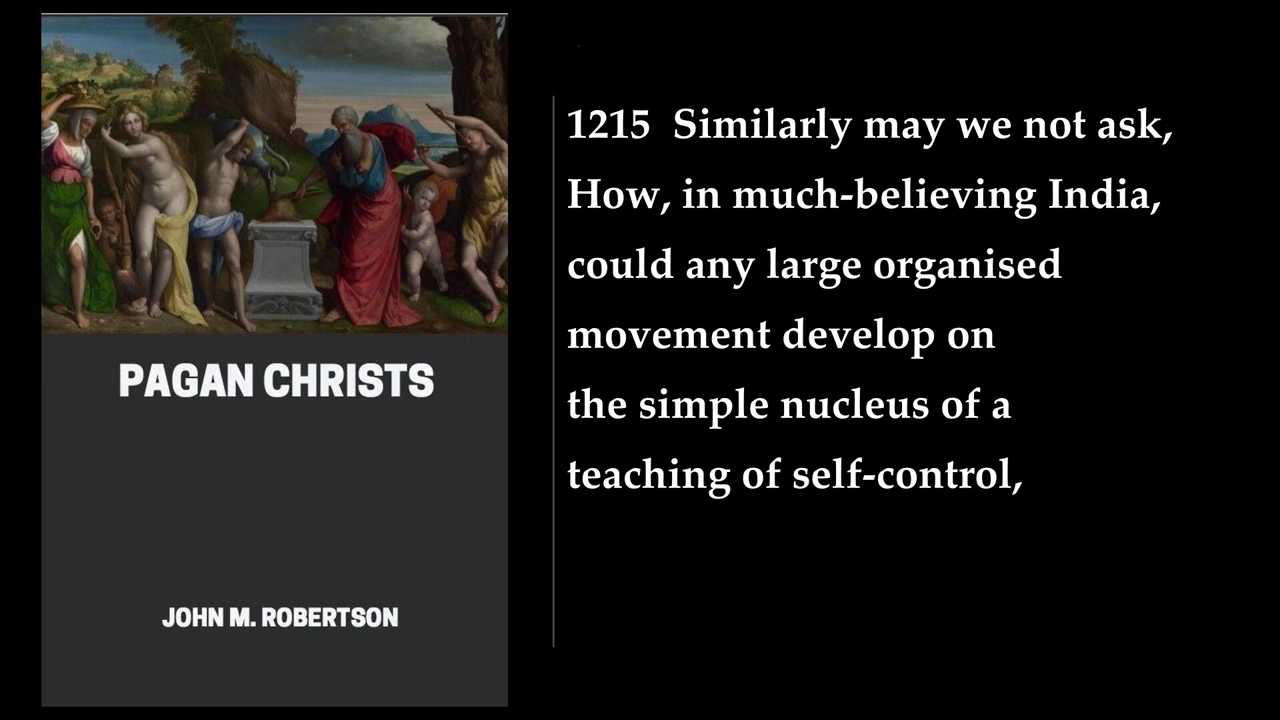 PAGAN CHRISTS
JOHN M. ROBERTSON
1215 Similarly may we not ask,
How, in much-believing India,
could any large organised
movement develop on
the simple nucleus of a
teaching of self-control,